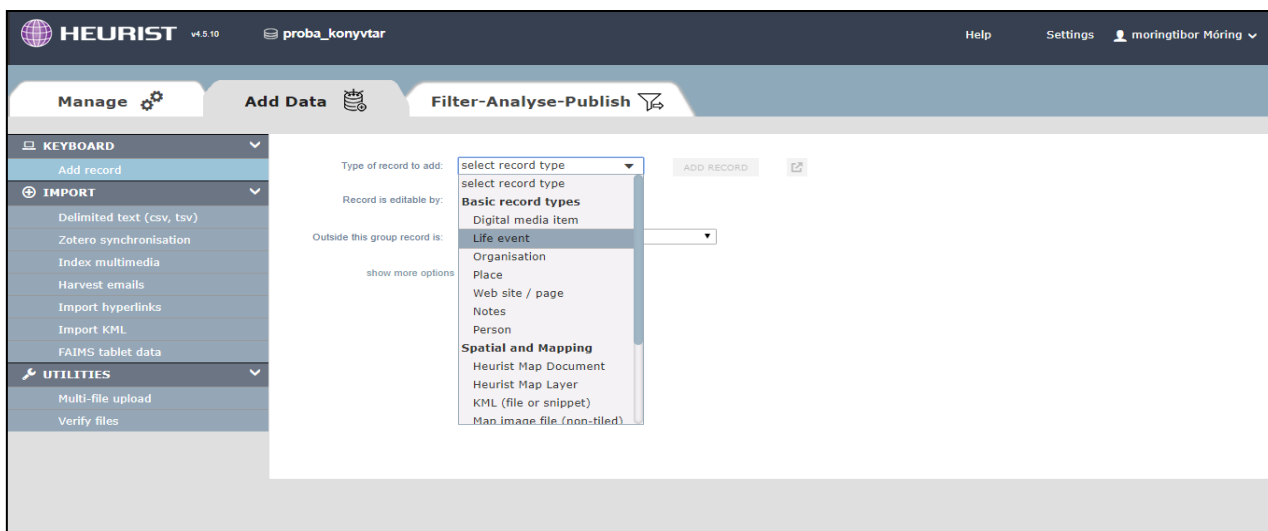 HEURIST v4.5.10 proba_konyvtar Help Settings moringtibor Móring
Manage Add Data Filter-Analyse-Publish
KEYBOARD
Add record
IMPORT
Delimited text (csv, tsv)
Zotero synchronisation
Index multimedia
Harvest emails
Import hyperlinks
Import KML
FAIMS tablet data
UTILITIES
Multi-file upload
Verify files
Type of record to add: select record type ADD RECORD
Record is editable by:
Outside this group record is:
show more options
select record type
Basic record types
Digital media item
Life event
Organisation
Place
Web site / page
Notes
Person
Spatial and Mapping
Heurist Map Document
Heurist Map Layer
KML (file or snippet)
Map image file (non-tiled)